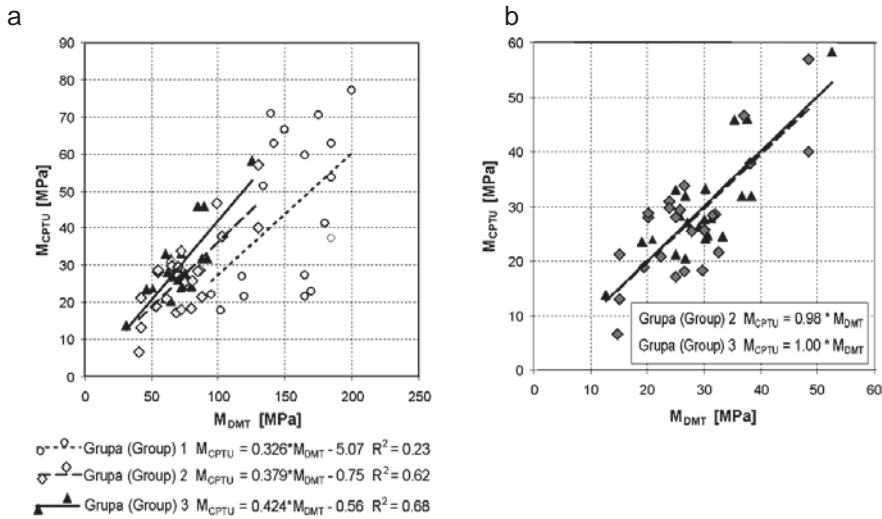 a
90
80
70
60
50
40
30
20
10
0
M_CPTU [MPa]
0 50 100 150 200 250
M_DMT [MPa]
Grupa (Group) 1 M_CPTU = 0.326*M_DMT - 5.07 R² = 0.23
Grupa (Group) 2 M_CPTU = 0.379*M_DMT - 0.75 R² = 0.62
Grupa (Group) 3 M_CPTU = 0.424*M_DMT - 0.56 R² = 0.68
b
60
50
40
30
20
10
0
M_CPTU [MPa]
Grupa (Group) 2 M_CPTU = 0.98 * M_DMT
Grupa (Group) 3 M_CPTU = 1.00 * M_DMT
0 10 20 30 40 50 60
M_DMT [MPa]